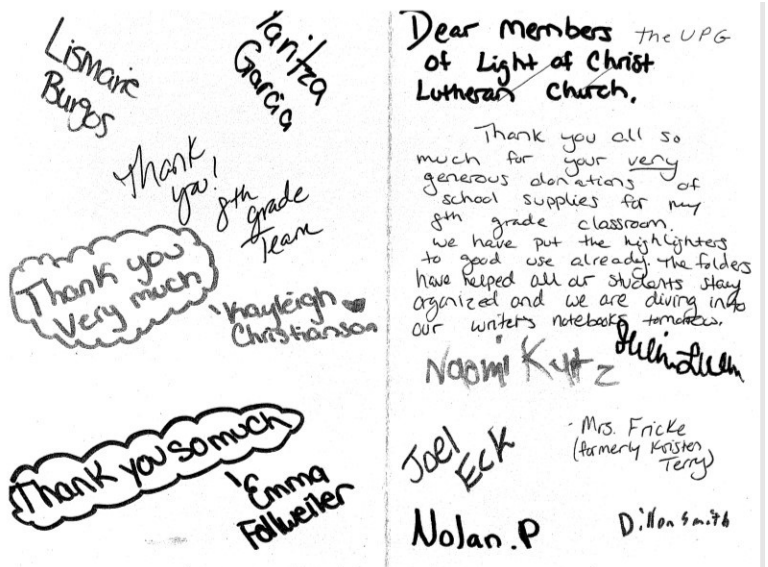 Lismarie
Burgos
Yaritza
Garcia
Thank
you!
8th grade
Team
Thank you
very much
Kayleigh
Christianson
Thank you so much
Emma
Follweiler
Dear members the UPG
of Light of Christ
Lutheran Church.
Thank you all so
much for your very
generous donations of
school supplies for my
8th grade classroom.
we have put the highlighters
to good use already. The folders
have helped all our students stay
organized and we are diving into
our writer's notebooks tomorrow.
Naomi Kurtz
Joel
Eck
- Mrs. Fricke
(formerly Kristen
Terry)
Nolan.P
Dillon Smith